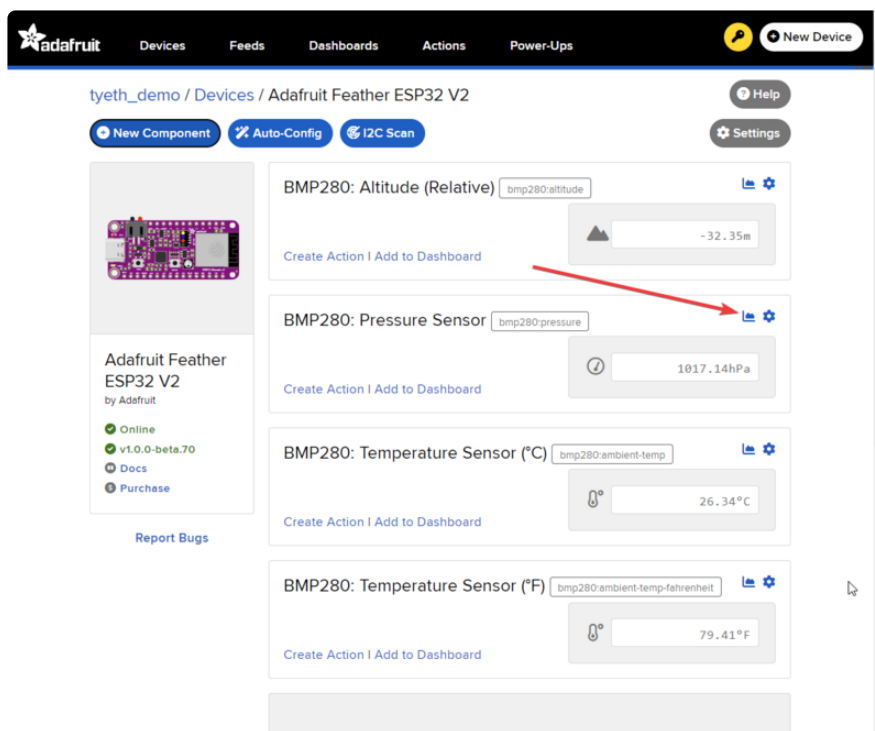 adafruit Devices Feeds Dashboards Actions Power-Ups New Device
tyeth_demo / Devices / Adafruit Feather ESP32 V2 Help
New Component Auto-Config I2C Scan Settings
BMP280: Altitude (Relative) bmp280:altitude
-32.35m
Create Action | Add to Dashboard
BMP280: Pressure Sensor bmp280:pressure
1017.14hPa
Create Action | Add to Dashboard
Adafruit Feather
ESP32 V2
by Adafruit
Online
v1.0.0-beta.70
Docs
Purchase
Report Bugs
BMP280: Temperature Sensor (°C) bmp280:ambient-temp
26.34°C
Create Action | Add to Dashboard
BMP280: Temperature Sensor (°F) bmp280:ambient-temp-fahrenheit
79.41°F
Create Action | Add to Dashboard